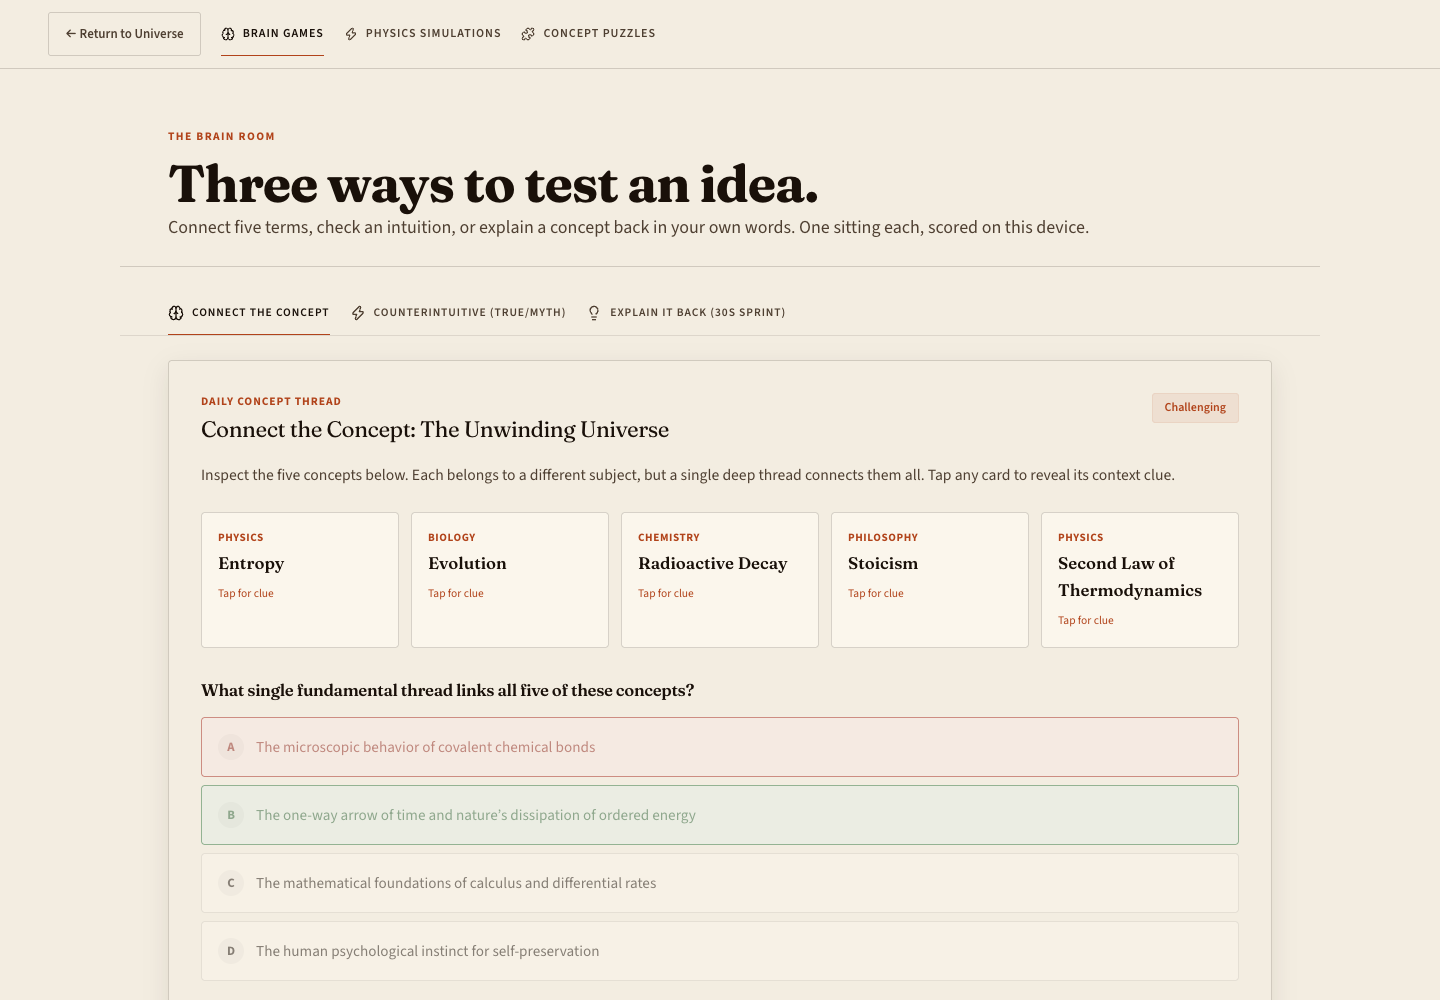 ← Return to Universe
BRAIN GAMES
PHYSICS SIMULATIONS
CONCEPT PUZZLES
THE BRAIN ROOM
Three ways to test an idea.
Connect five terms, check an intuition, or explain a concept back in your own words. One sitting each, scored on this device.
CONNECT THE CONCEPT
COUNTERINTUITIVE (TRUE/MYTH)
EXPLAIN IT BACK (30S SPRINT)
DAILY CONCEPT THREAD
Challenging
Connect the Concept: The Unwinding Universe
Inspect the five concepts below. Each belongs to a different subject, but a single deep thread connects them all. Tap any card to reveal its context clue.
PHYSICS
Entropy
Tap for clue
BIOLOGY
Evolution
Tap for clue
CHEMISTRY
Radioactive Decay
Tap for clue
PHILOSOPHY
Stoicism
Tap for clue
PHYSICS
Second Law of
Thermodynamics
Tap for clue
What single fundamental thread links all five of these concepts?
A The microscopic behavior of covalent chemical bonds
B The one-way arrow of time and nature’s dissipation of ordered energy
C The mathematical foundations of calculus and differential rates
D The human psychological instinct for self-preservation